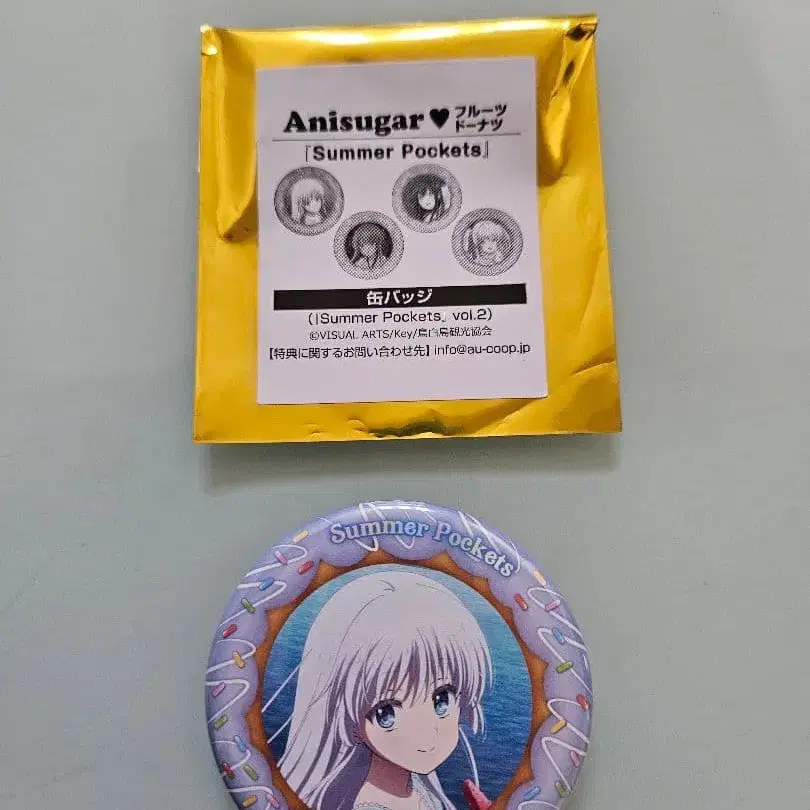 Anisugar♥フルーツ
ドーナツ
『Summer Pockets』
缶バッジ
(『Summer Pockets』 vol.2)
©VISUAL ARTS/Key/鳥白島観光協会
【特典に関するお問い合わせ先】info@au-coop.jp
Summer Pockets